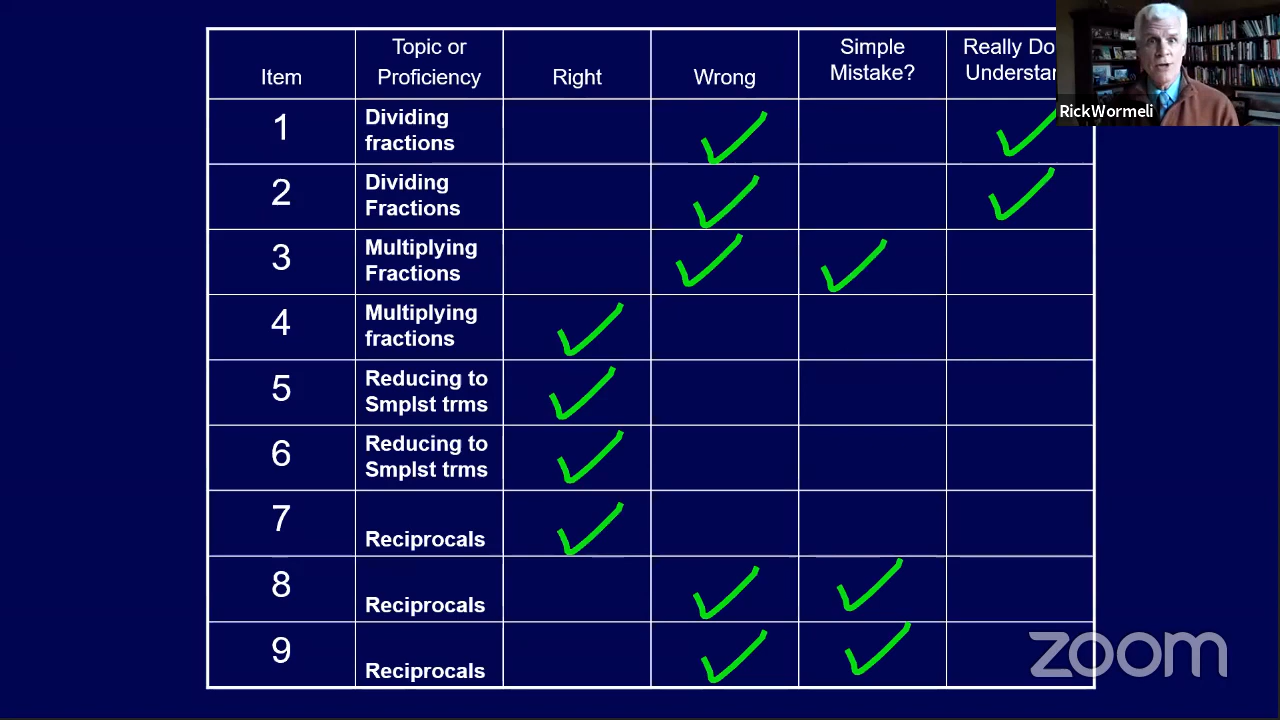 Item
Topic or
Proficiency
Right
Wrong
Simple
Mistake?
Really
RickWormeli
1
Dividing
fractions
2
Dividing
Fractions
3
Multiplying
Fractions
4
Multiplying
fractions
5
Reducing to
Smplst trms
6
Reducing to
Smplst trms
7
Reciprocals
8
Reciprocals
9
Reciprocals
zoom